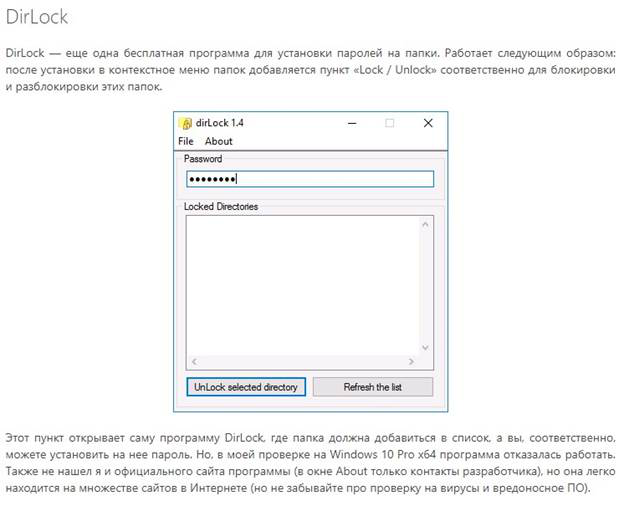 DirLock
DirLock — еще одна бесплатная программа для установки паролей на папки. Работает следующим образом:
после установки в контекстное меню папок добавляется пункт «Lock / Unlock» соответственно для блокировки
и разблокировки этих папок.
dirLock 1.4
File About
Password
●●●●●●●●
Locked Directories
UnLock selected directory Refresh the list
Этот пункт открывает саму программу DirLock, где папка должна добавиться в список, а вы, соответственно,
можете установить на нее пароль. Но, в моей проверке на Windows 10 Pro x64 программа отказалась работать.
Также не нашел я и официального сайта программы (в окне About только контакты разработчика), но она легко
находится на множестве сайтов в Интернете (но не забывайте про проверку на вирусы и вредоносное ПО).